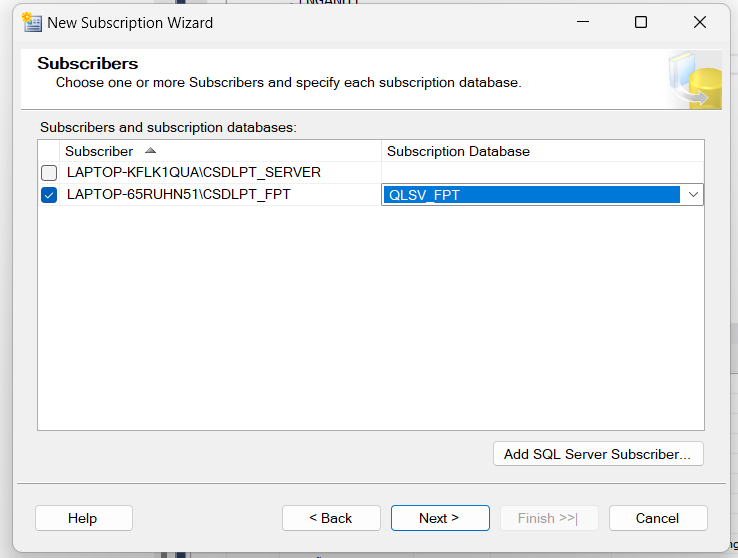 New Subscription Wizard
Subscribers
Choose one or more Subscribers and specify each subscription database.
Subscribers and subscription databases:
Subscriber Subscription Database
LAPTOP-KFLK1QUA\CSDLPT_SERVER
LAPTOP-65RUHN51\CSDLPT_FPT QLSV_FPT
Add SQL Server Subscriber...
Help < Back Next > Finish >>| Cancel